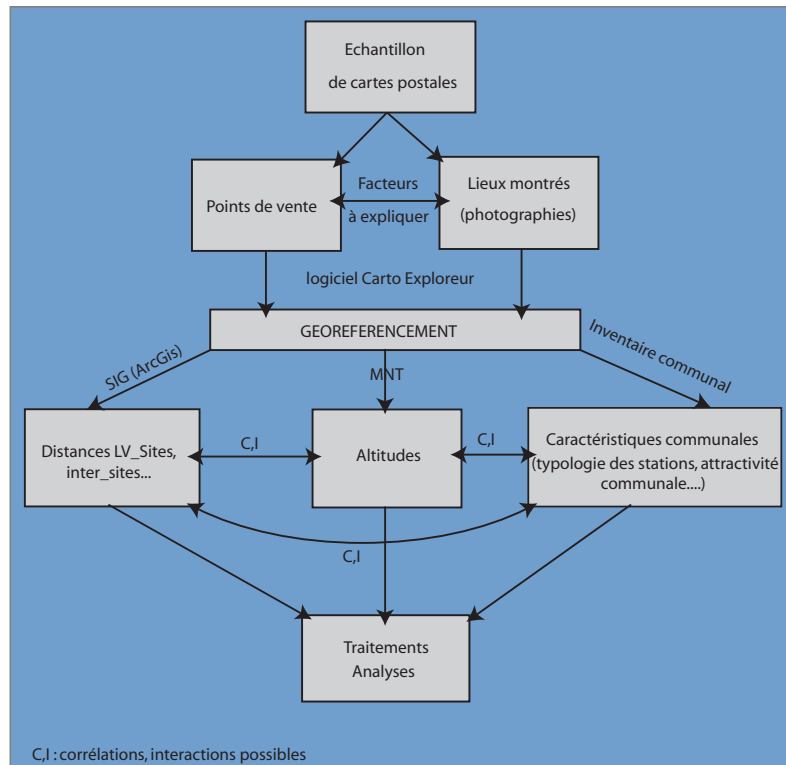 Echantillon
de cartes postales
Points de vente
Facteurs
à expliquer
Lieux montrés
(photographies)
logiciel Carto Exploreur
GEOREFERENCEMENT
SIG (ArcGis)
MNT
Inventaire communal
Distances LV_Sites,
inter_sites...
C,I
Altitudes
C,I
Caractéristiques communales
(typologie des stations, attractivité
communale....)
C,I
Traitements
Analyses
C,I : corrélations, interactions possibles